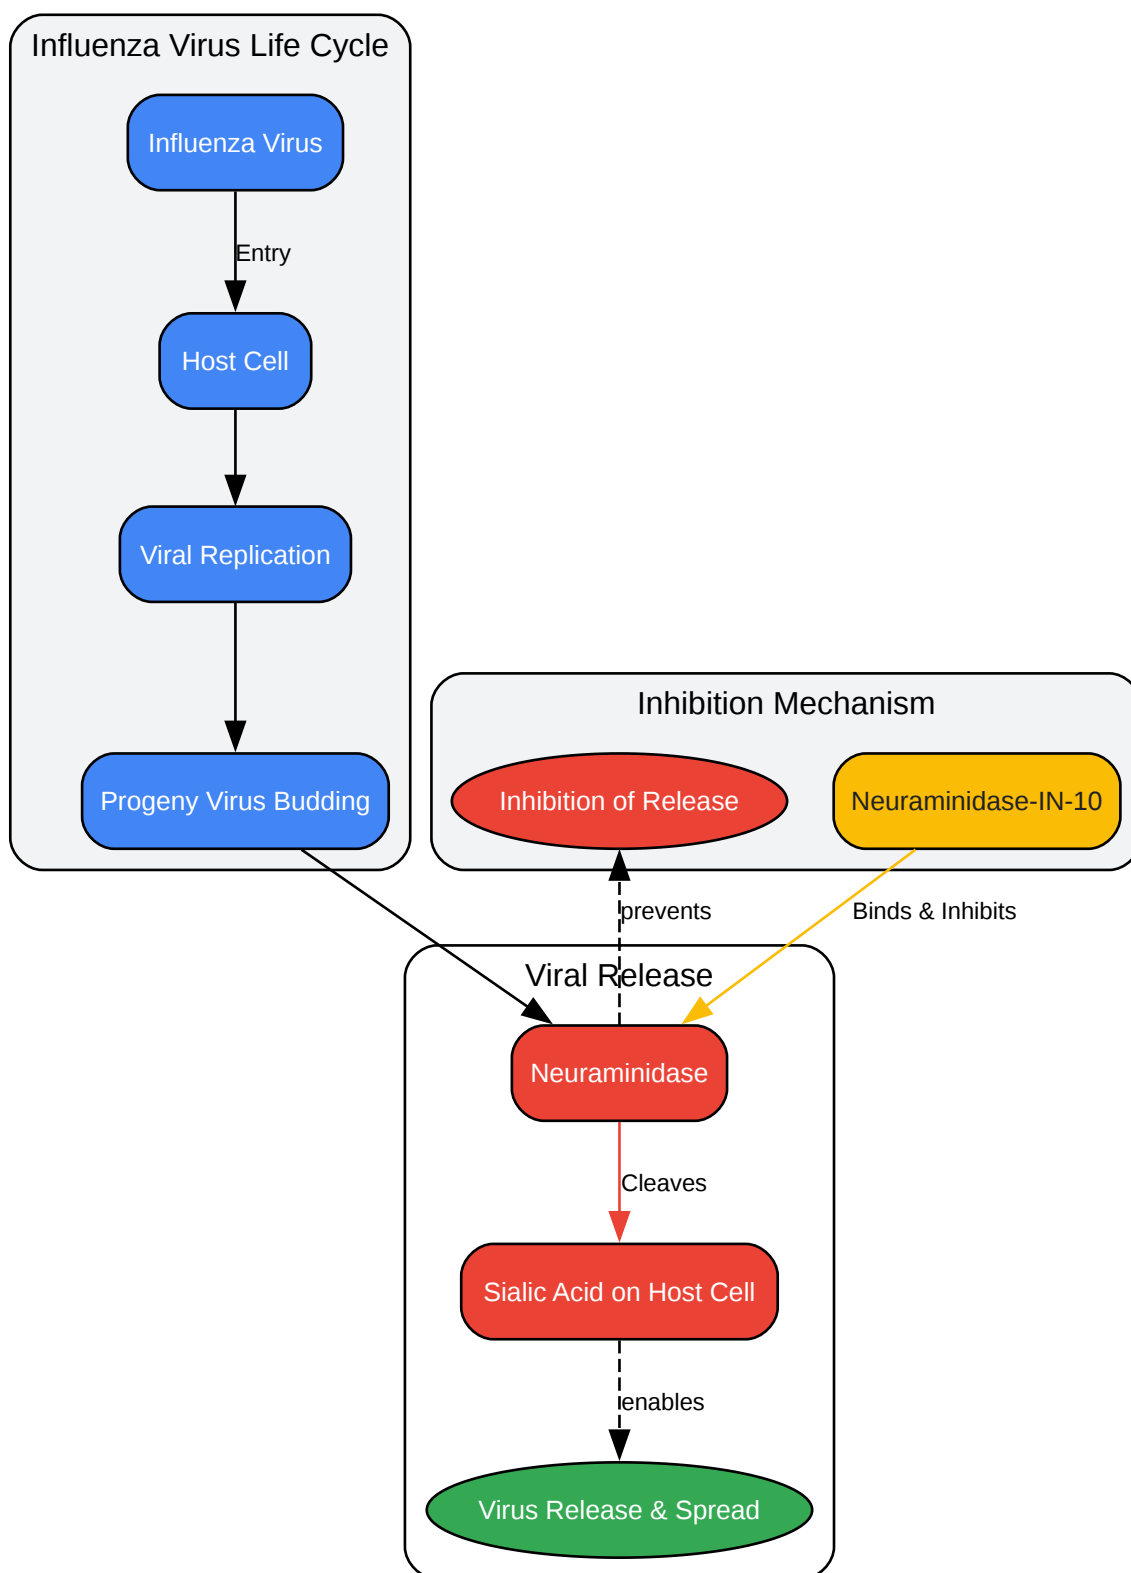 Influenza Virus Life Cycle
Influenza Virus
Entry
Host Cell
Viral Replication
Progeny Virus Budding
Inhibition Mechanism
Inhibition of Release
Neuraminidase-IN-10
prevents
Binds & Inhibits
Viral Release
Neuraminidase
Cleaves
Sialic Acid on Host Cell
enables
Virus Release & Spread